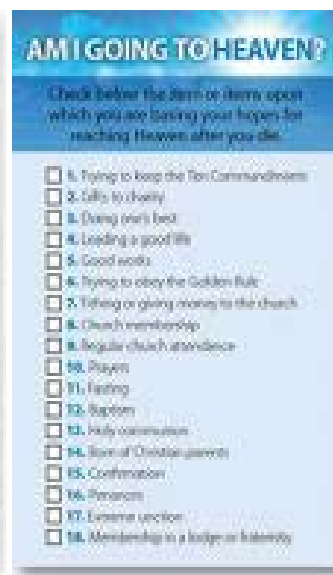 AM I GOING TO HEAVEN?
Check below the item or items upon
which you are basing your hopes for
reaching Heaven after you die.
1. Trying to keep the Ten Commandments
2. Gifts to charity
3. Doing one's best
4. Leading a good life
5. Good works
6. Trying to obey the Golden Rule
7. Tithing or giving money to the church
8. Church membership
9. Regular church attendance
10. Prayers
11. Fasting
12. Baptism
13. Holy communion
14. Born of Christian parents
15. Confirmation
16. Penances
17. Extreme unction
18. Membership in a lodge or fraternity